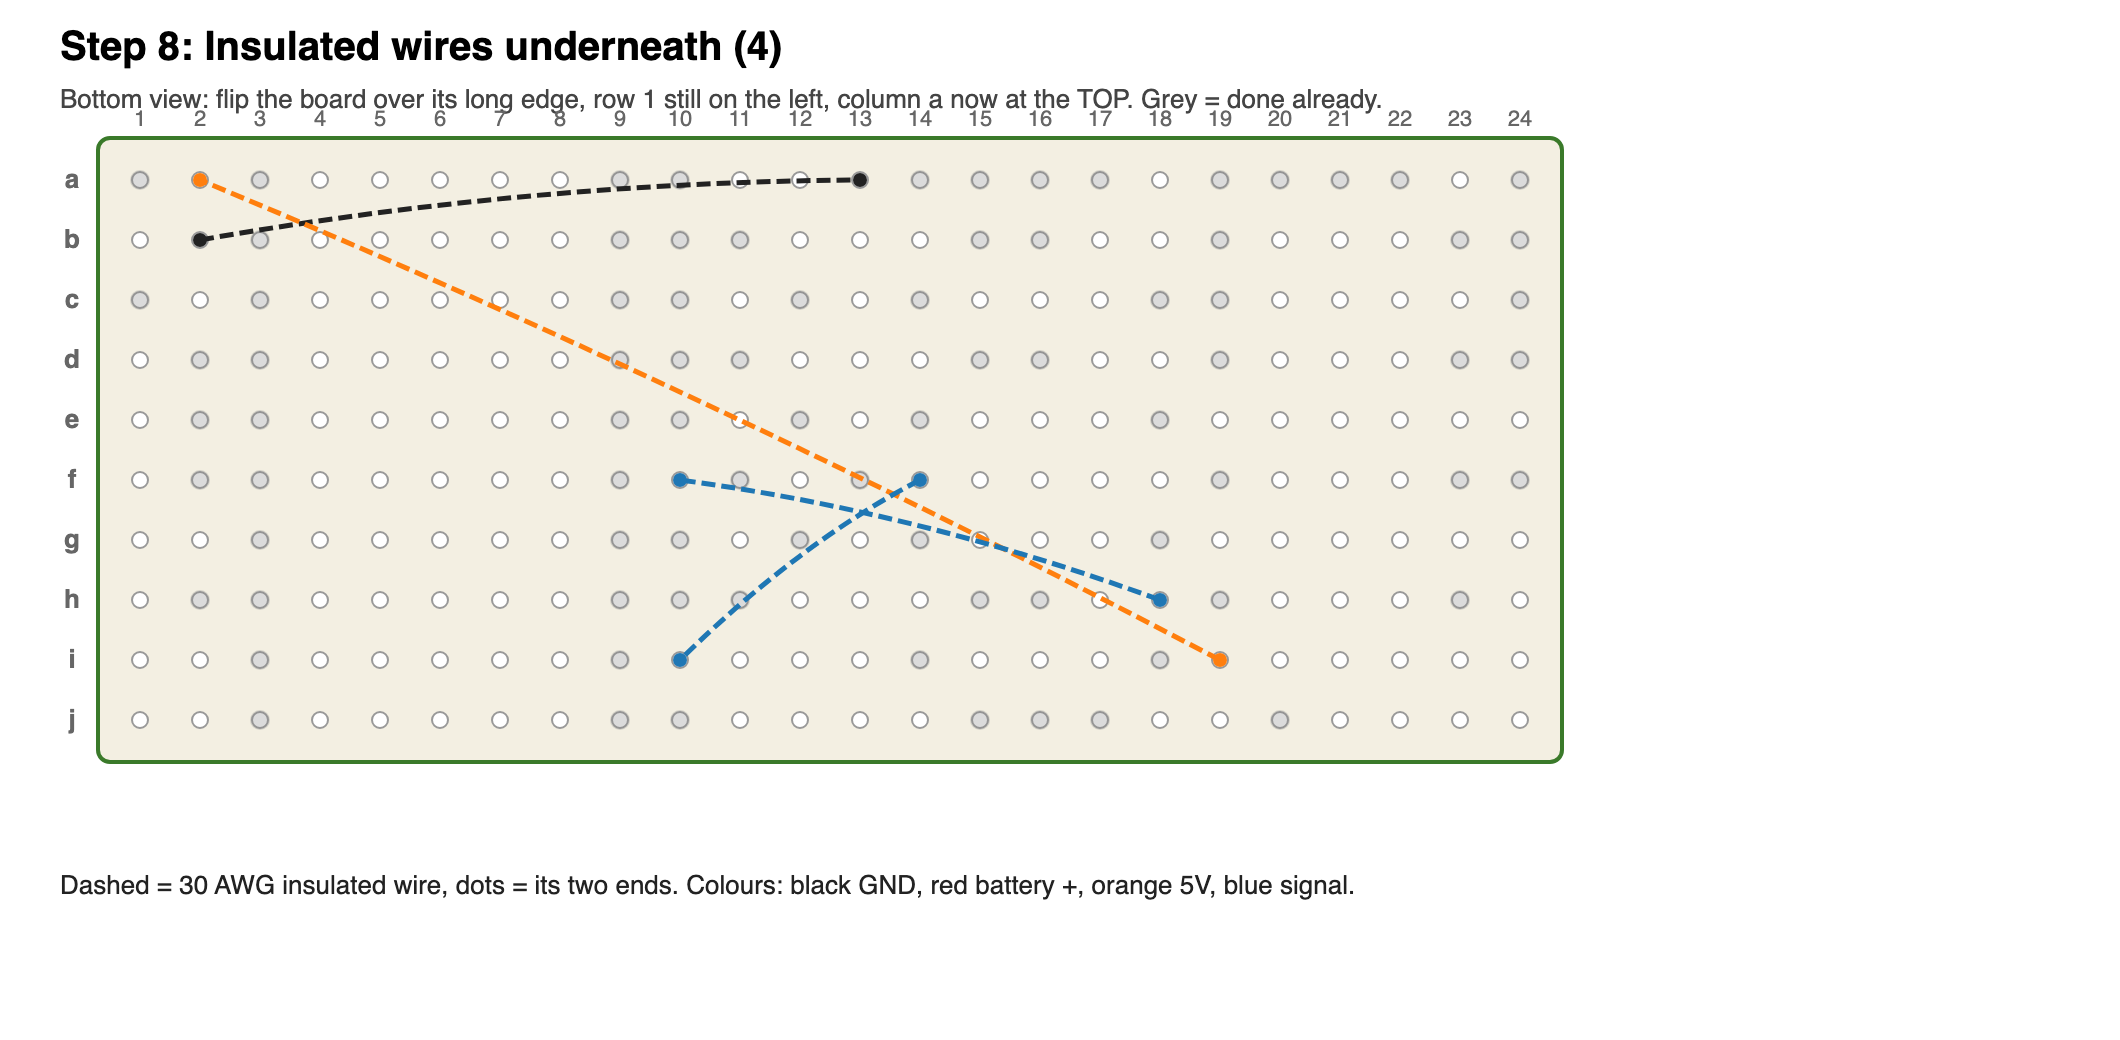 Step 8: Insulated wires underneath (4)
Bottom view: flip the board over its long edge, row 1 still on the left, column a now at the TOP. Grey = done already.
1 2 3 4 5 6 7 8 9 10 11 12 13 14 15 16 17 18 19 20 21 22 23 24
a
b
c
d
e
f
g
h
i
j
Dashed = 30 AWG insulated wire, dots = its two ends. Colours: black GND, red battery +, orange 5V, blue signal.